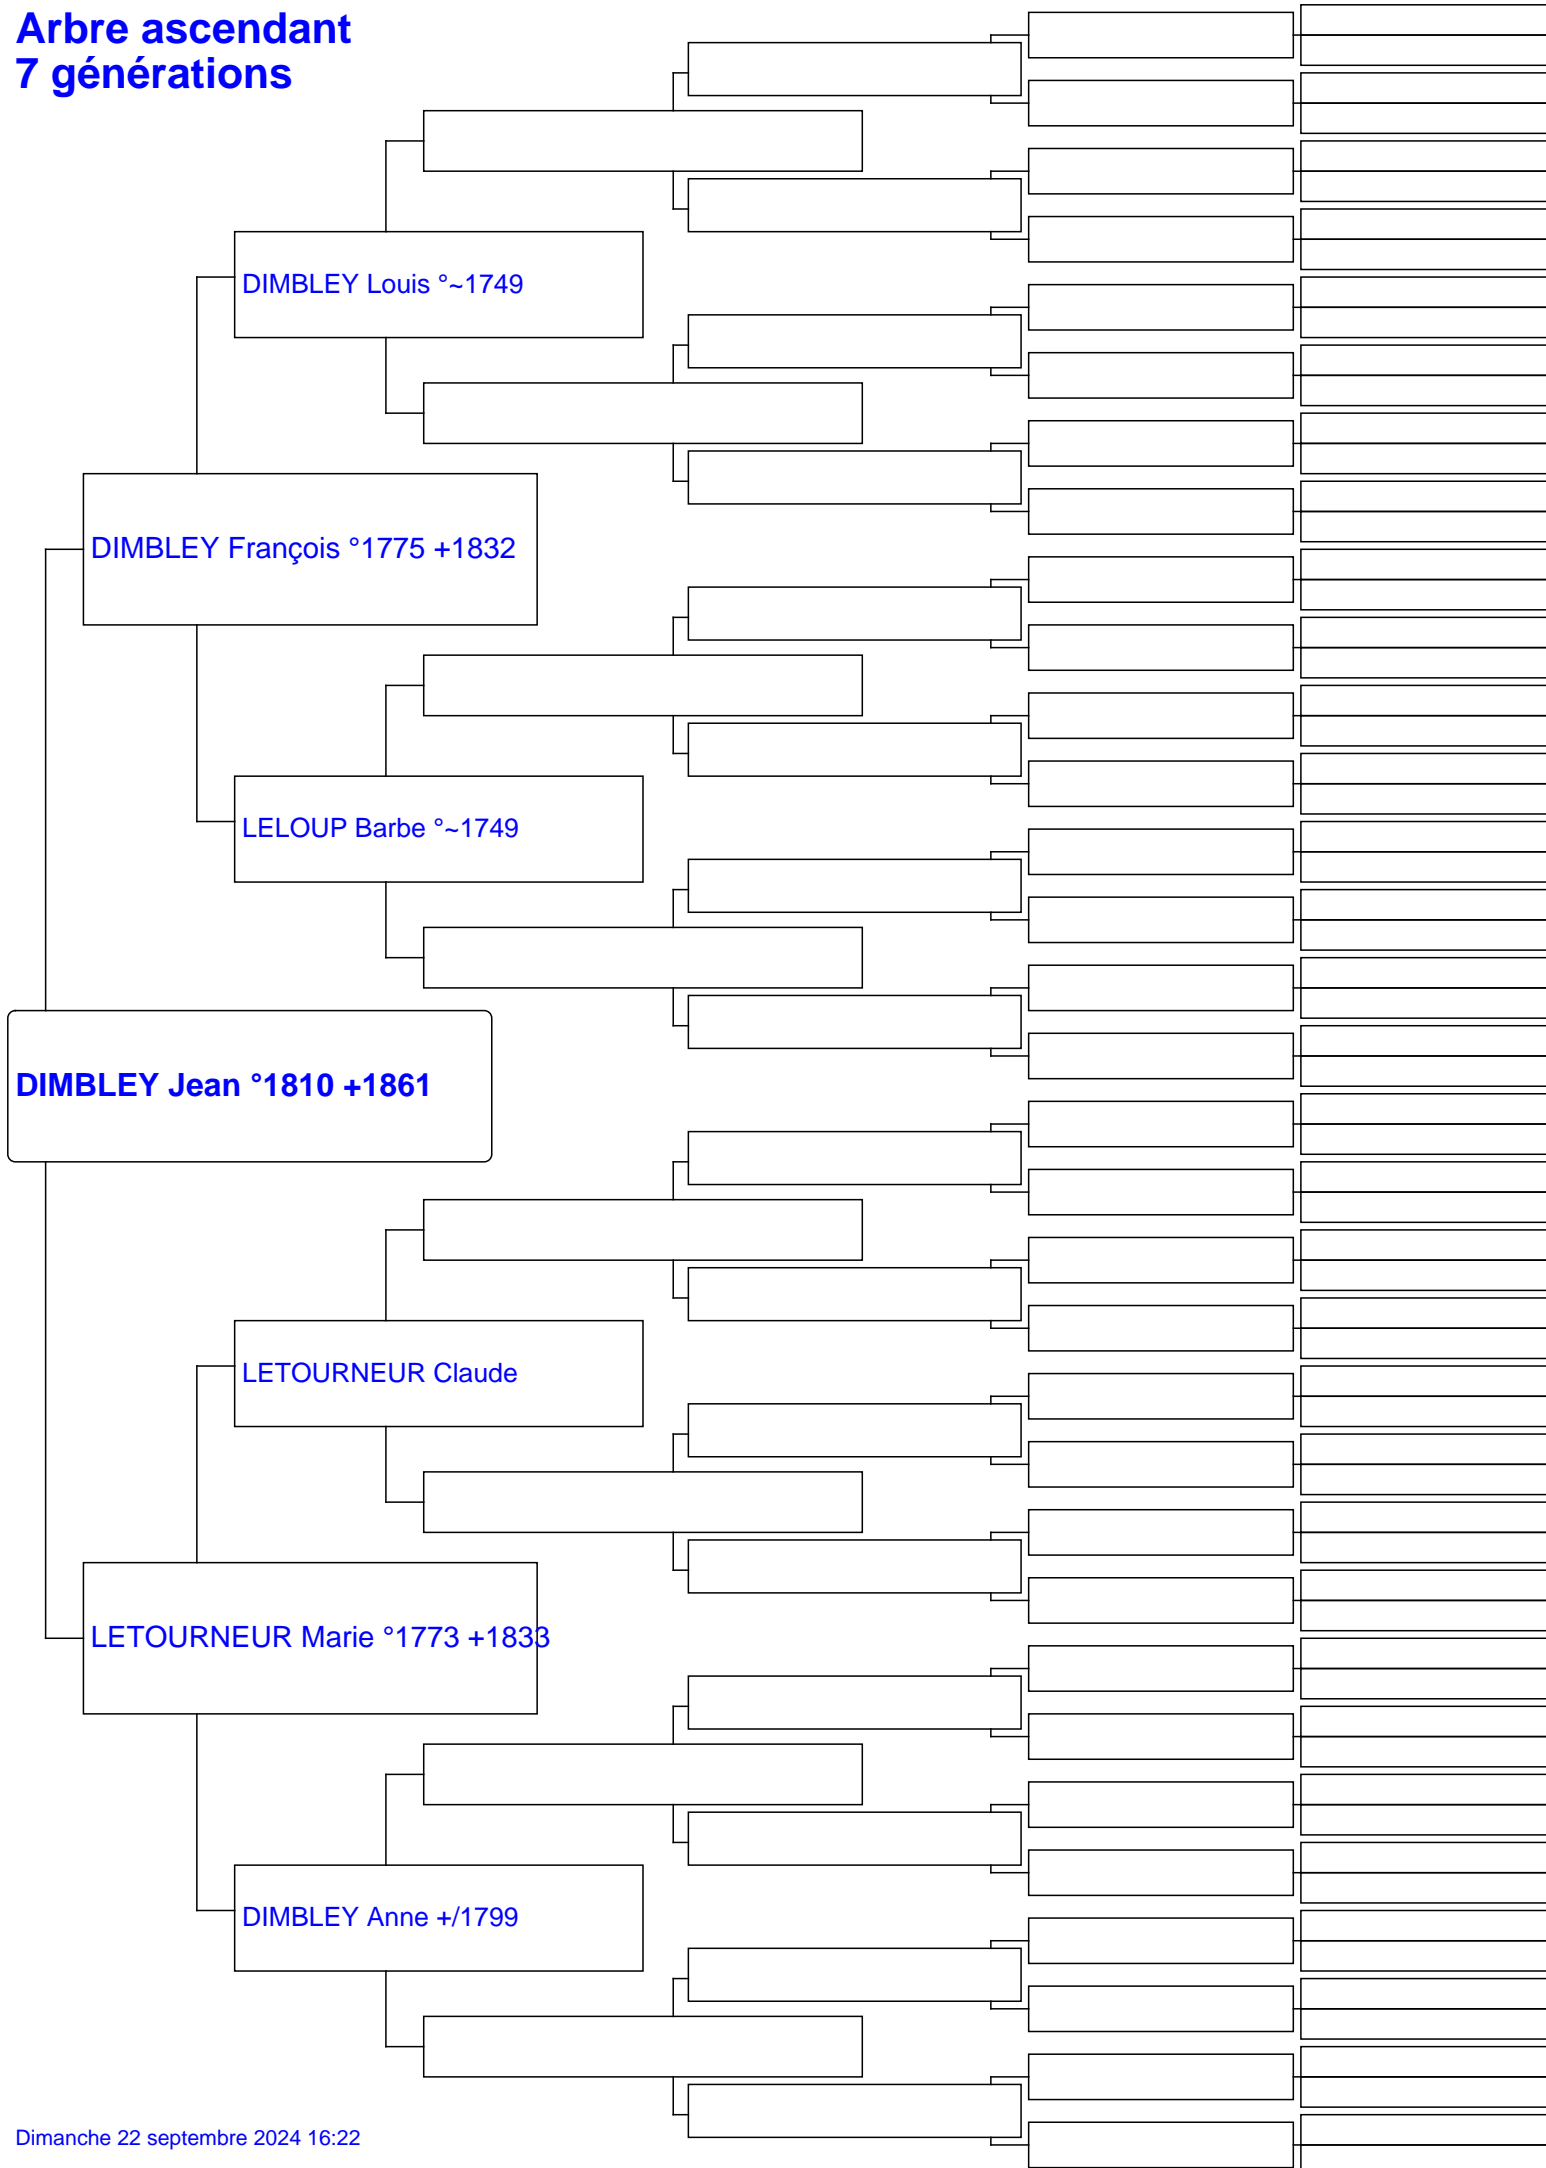 Arbre ascendant
7 générations
DIMBLEY Louis °~1749
DIMBLEY François °1775 +1832
LELOUP Barbe °~1749
DIMBLEY Jean °1810 +1861
LETOURNEUR Claude
LETOURNEUR Marie °1773 +1833
DIMBLEY Anne +/1799
Dimanche 22 septembre 2024 16:22